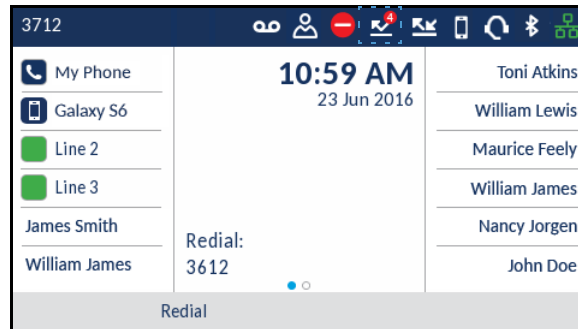 3712
4
My Phone
Galaxy S6
Line 2
Line 3
James Smith
William James
10:59 AM
23 Jun 2016
Redial:
3612
Toni Atkins
William Lewis
Maurice Feely
William James
Nancy Jorgen
John Doe
Redial